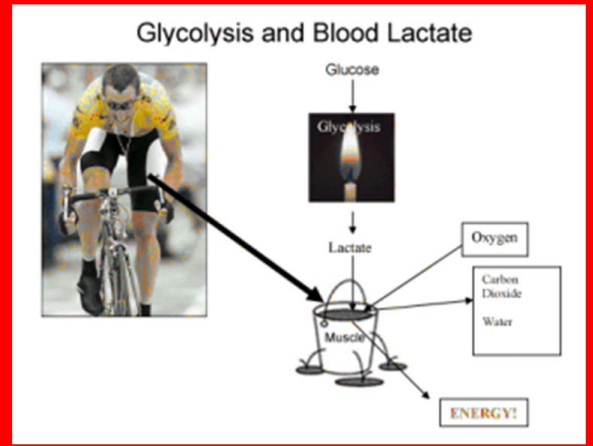 Glycolysis and Blood Lactate
Glucose
Glycolysis
Lactate
Oxygen
Carbon
Dioxide
Water
Muscle
ENERGY!